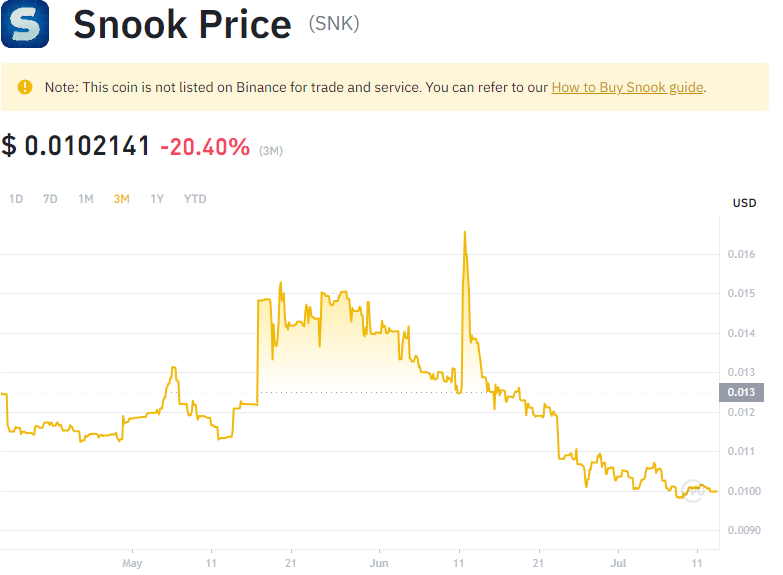 S
Snook Price (SNK)
Note: This coin is not listed on Binance for trade and service. You can refer to our How to Buy Snook guide.
$ 0.0102141 -20.40% (3M)
1D 7D 1M 3M 1Y YTD
USD
0.016
0.015
0.014
0.013
0.013
0.012
0.011
0.0100
0.0090
May 11 21 Jun 11 21 Jul 11